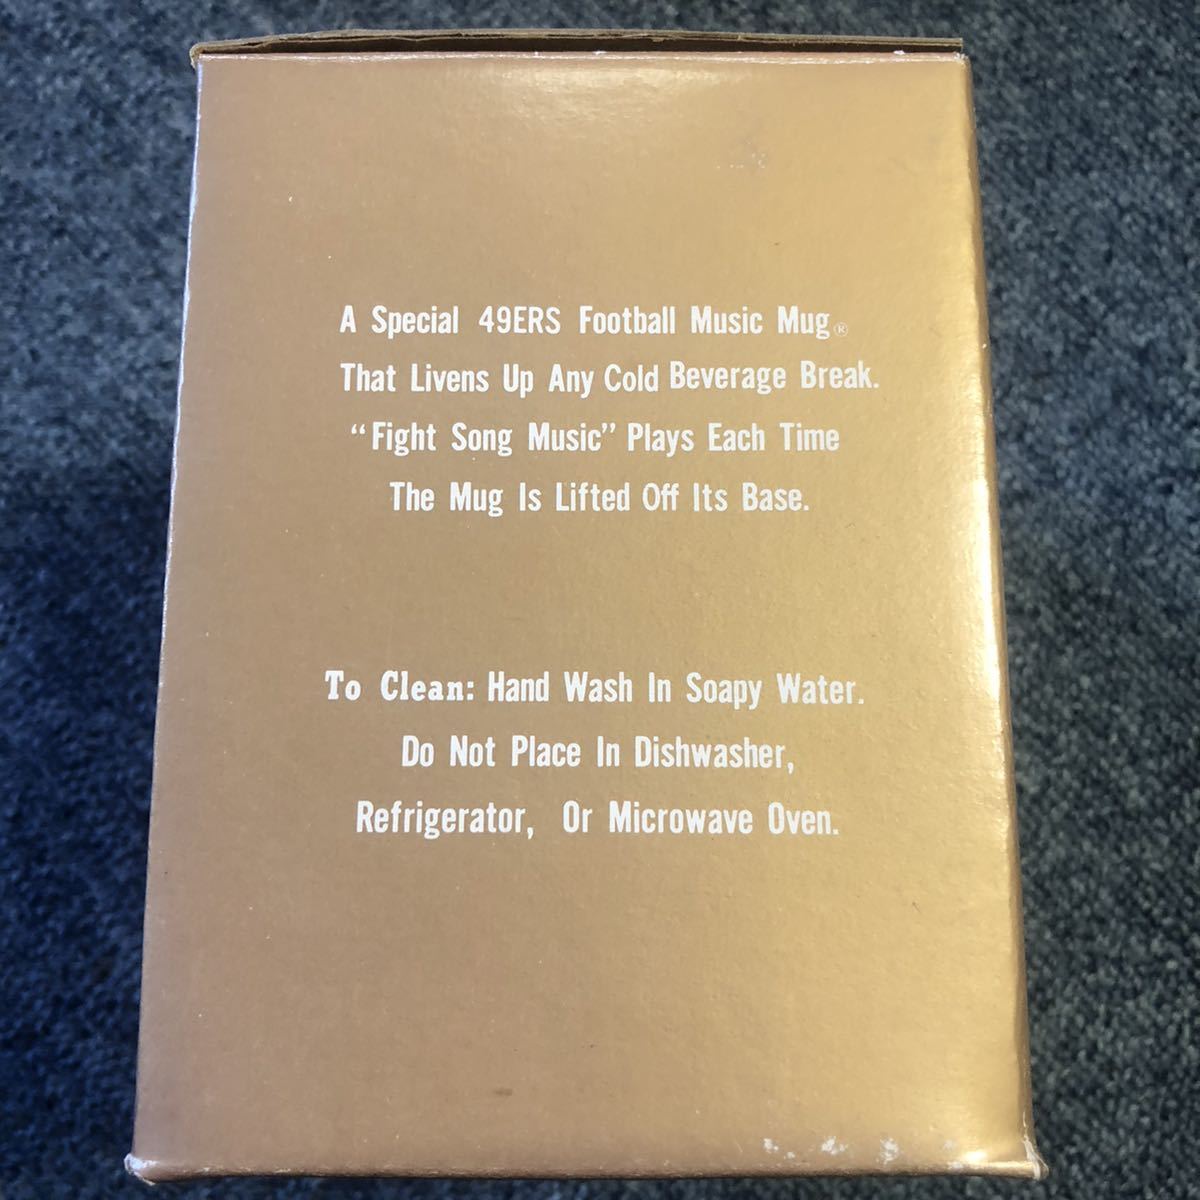 A Special 49ERS Football Music Mug®
That Livens Up Any Cold Beverage Break.
“Fight Song Music” Plays Each Time
The Mug Is Lifted Off Its Base.
To Clean: Hand Wash In Soapy Water.
Do Not Place In Dishwasher,
Refrigerator, Or Microwave Oven.